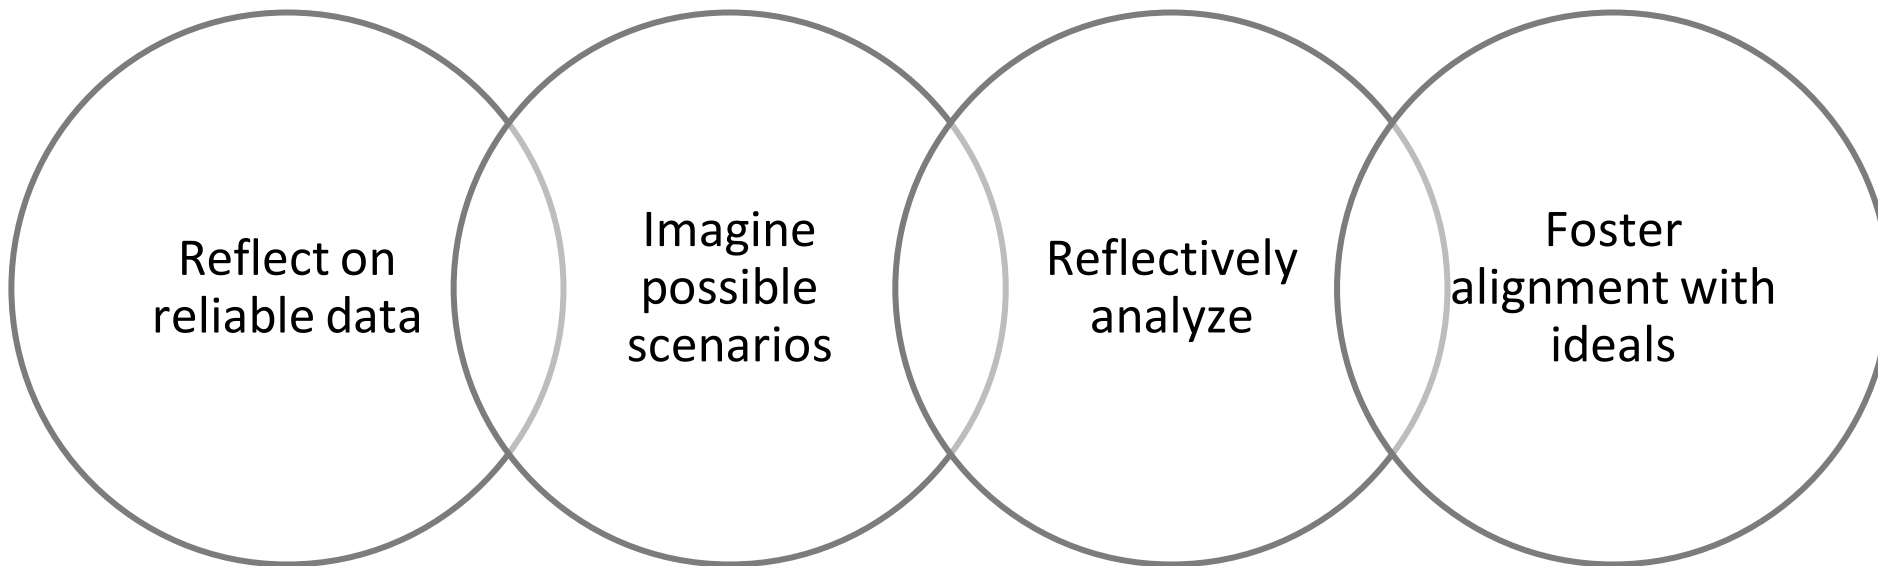 Reflect on
reliable data
Imagine
possible
scenarios
Reflectively
analyze
Foster
alignment with
ideals